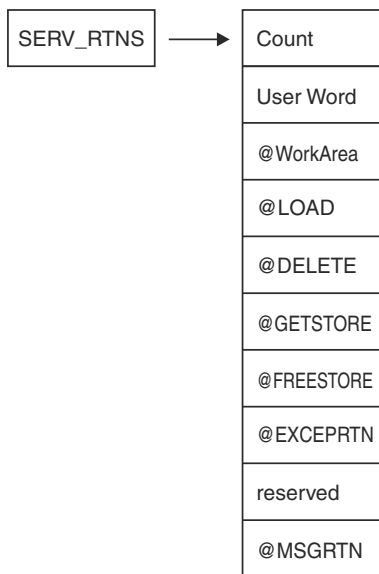 SERV_RTNS
Count
User Word
@WorkArea
@LOAD
@DELETE
@GETSTORE
@FREESTORE
@EXCEPRTN
reserved
@MSGRTN